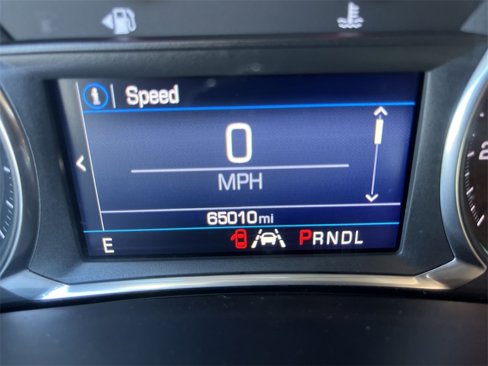 Speed
0
MPH
65010mi
E PRNDL